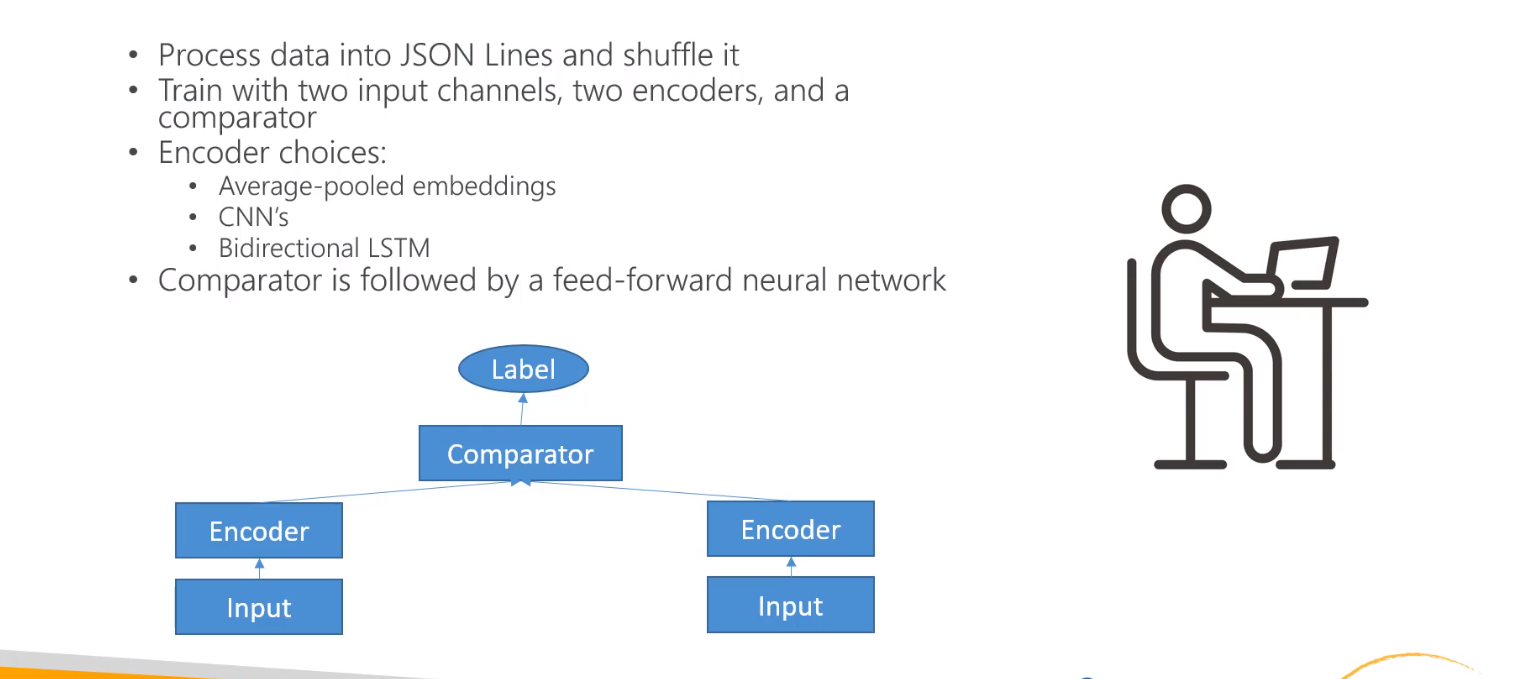 • Process data into JSON Lines and shuffle it
• Train with two input channels, two encoders, and a
comparator
• Encoder choices:
• Average-pooled embeddings
• CNN’s
• Bidirectional LSTM
• Comparator is followed by a feed-forward neural network
Label
Comparator
Encoder
Encoder
Input
Input